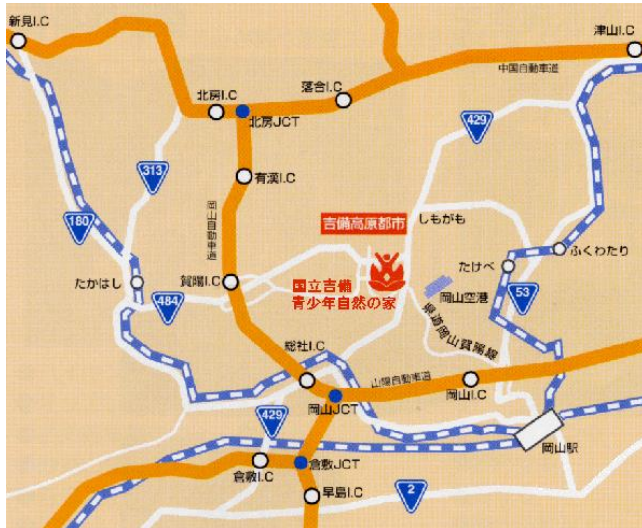 新見I.C
津山I.C
中国自動車道
北房I.C
落合I.C
北房JCT
429
313
有漢I.C
岡山自動車道
吉備高原都市
しもがも
180
ふくわたり
たかはし
賀陽I.C
国立吉備
青少年自然の家
たけべ
岡山空港
484
53
県道岡山賀陽線
総社I.C
山陽自動車道
岡山I.C
岡山JCT
429
岡山駅
倉敷I.C
倉敷JCT
早島I.C
2